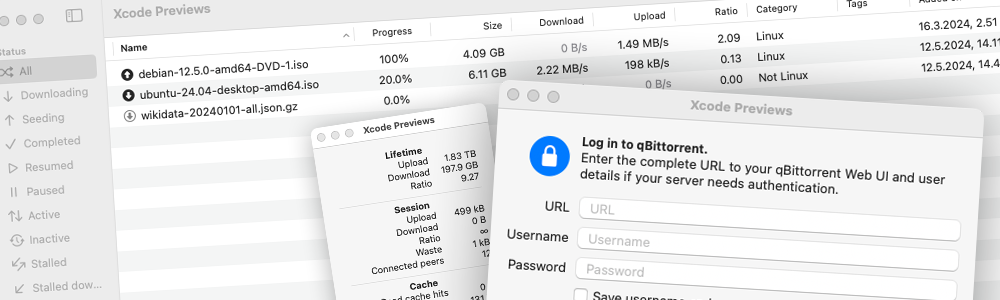 Xcode Previews
Name Progress Size Download Upload Ratio Category Tags
debian-12.5.0-amd64-DVD-1.iso 100% 4.09 GB 0 B/s 1.49 MB/s 2.09 Linux 16.3.2024, 2.51
ubuntu-24.04-desktop-amd64.iso 20.0% 6.11 GB 2.22 MB/s 198 kB/s 0.13 Linux 12.5.2024, 14.11
wikidata-20240101-all.json.gz 0.0% 0 B/s 0.00 Not Linux 12.5.2024, 14.4
Status
All
Downloading
Seeding
Completed
Resumed
Paused
Active
Inactive
Stalled
Stalled dow...
Xcode Previews
Lifetime
Upload 1.83 TB
Download 197.9 GB
Ratio 9.27
Session
Upload 499 kB
Download 0 B
Ratio ∞
Waste 1 kB
Connected peers
Cache
cache hits
Xcode Previews
Log in to qBittorrent.
Enter the complete URL to your qBittorrent Web UI and user
details if your server needs authentication.
URL URL
Username Username
Password Password
Save